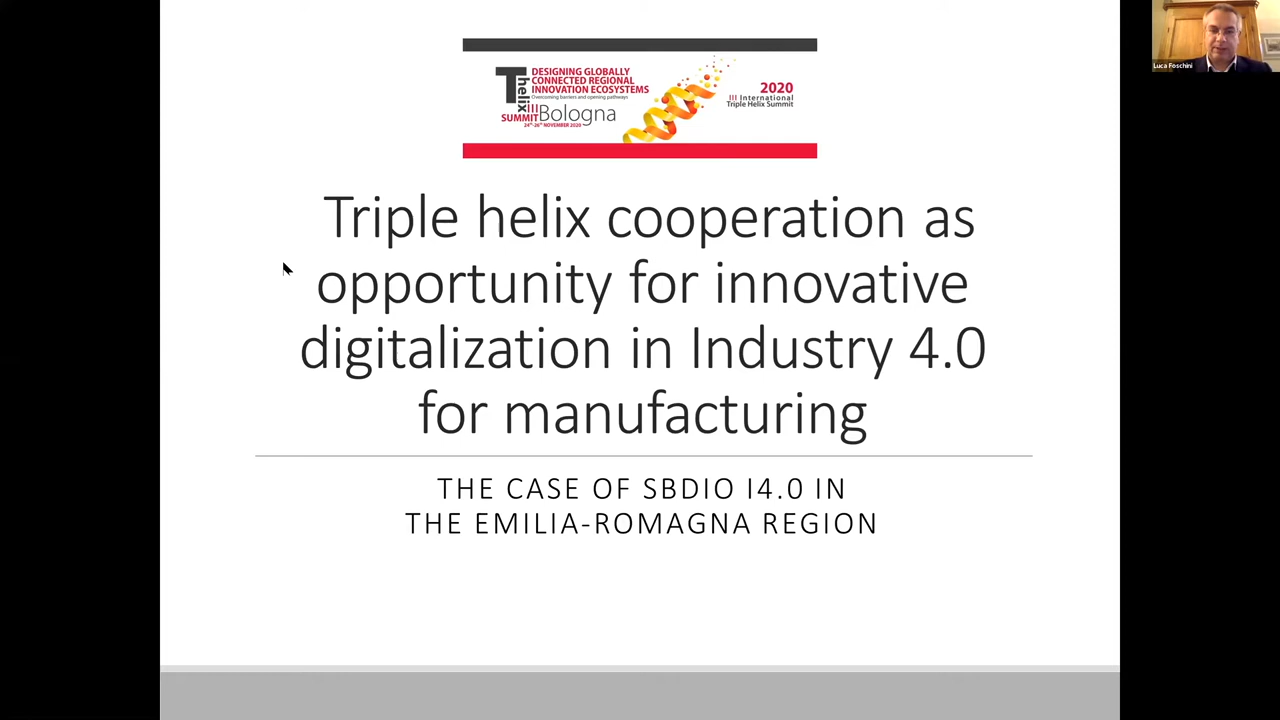 Thelix III SUMMIT Bologna
DESIGNING GLOBALLY
CONNECTED REGIONAL
INNOVATION ECOSYSTEMS
Overcoming barriers and opening pathways
24th-26th NOVEMBER 2020
2020
III International
Triple Helix Summit
Luca Foschini
Triple helix cooperation as
opportunity for innovative
digitalization in Industry 4.0
for manufacturing
THE CASE OF SBDIO I4.0 IN
THE EMILIA-ROMAGNA REGION